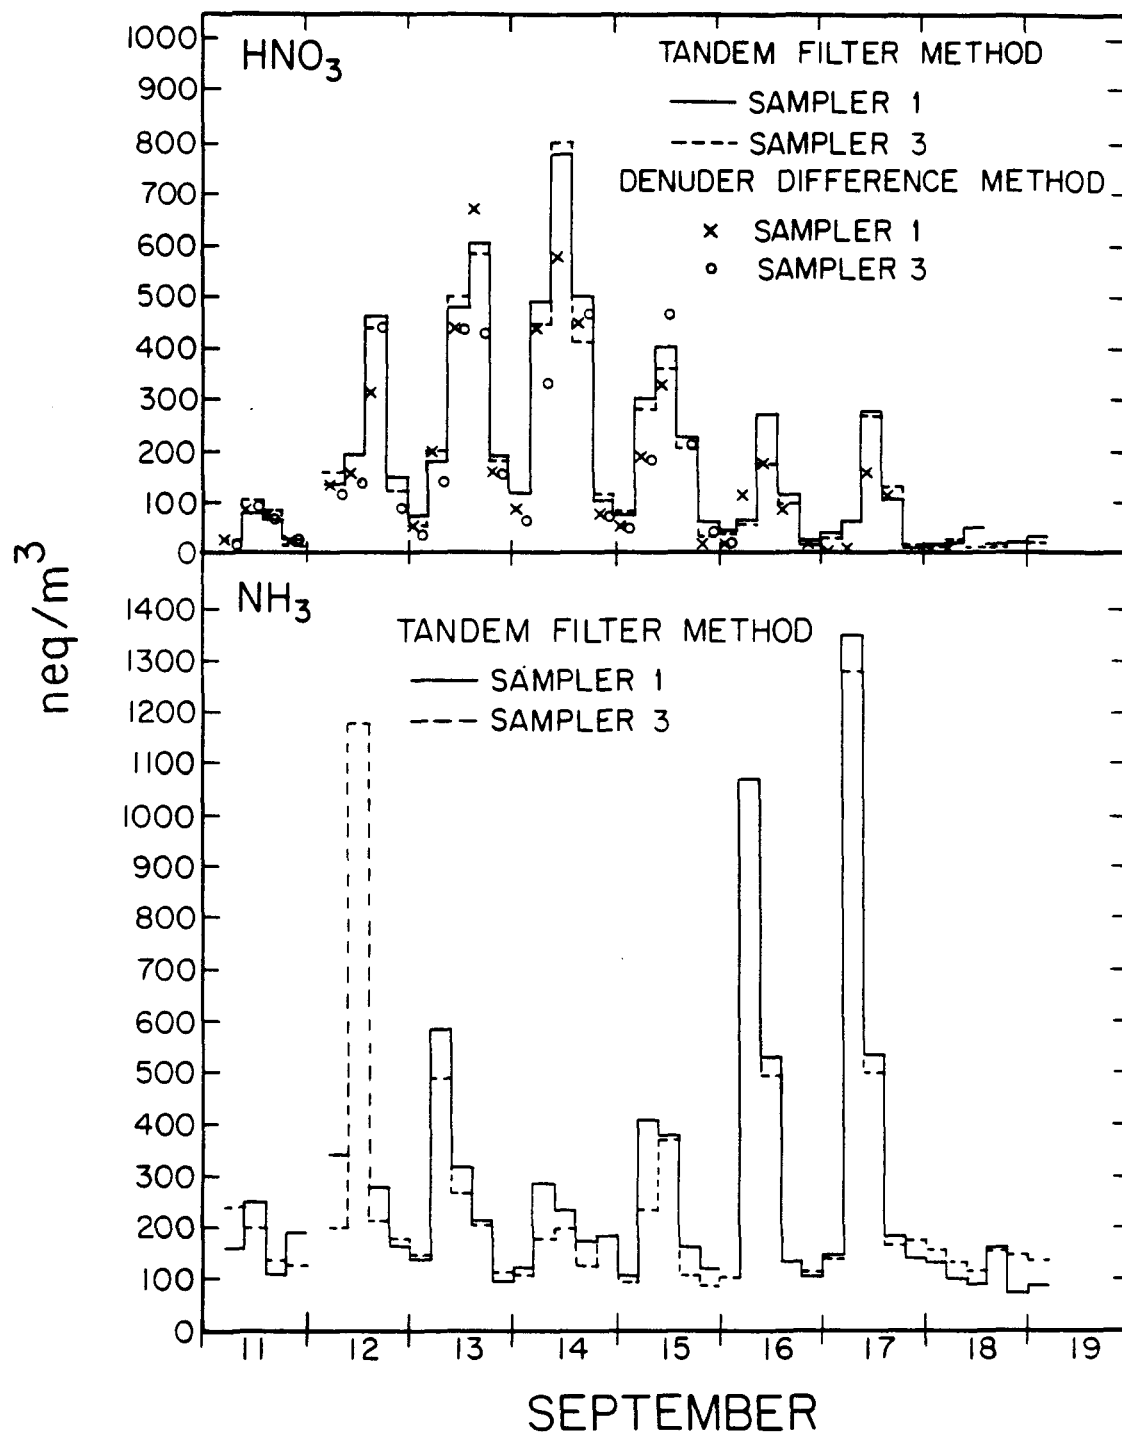 HNO3
TANDEM FILTER METHOD
SAMPLER 1
SAMPLER 3
DENUDER DIFFERENCE METHOD
x SAMPLER 1
o SAMPLER 3
1000
900
800
700
600
500
400
300
200
100
0
neq/m3
NH3
TANDEM FILTER METHOD
SAMPLER 1
SAMPLER 3
1400
1300
1200
1100
1000
900
800
700
600
500
400
300
200
100
0
11 12 13 14 15 16 17 18 19
SEPTEMBER